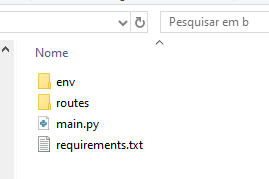 Pesquisar em b
Nome
env
routes
main.py
requirements.txt